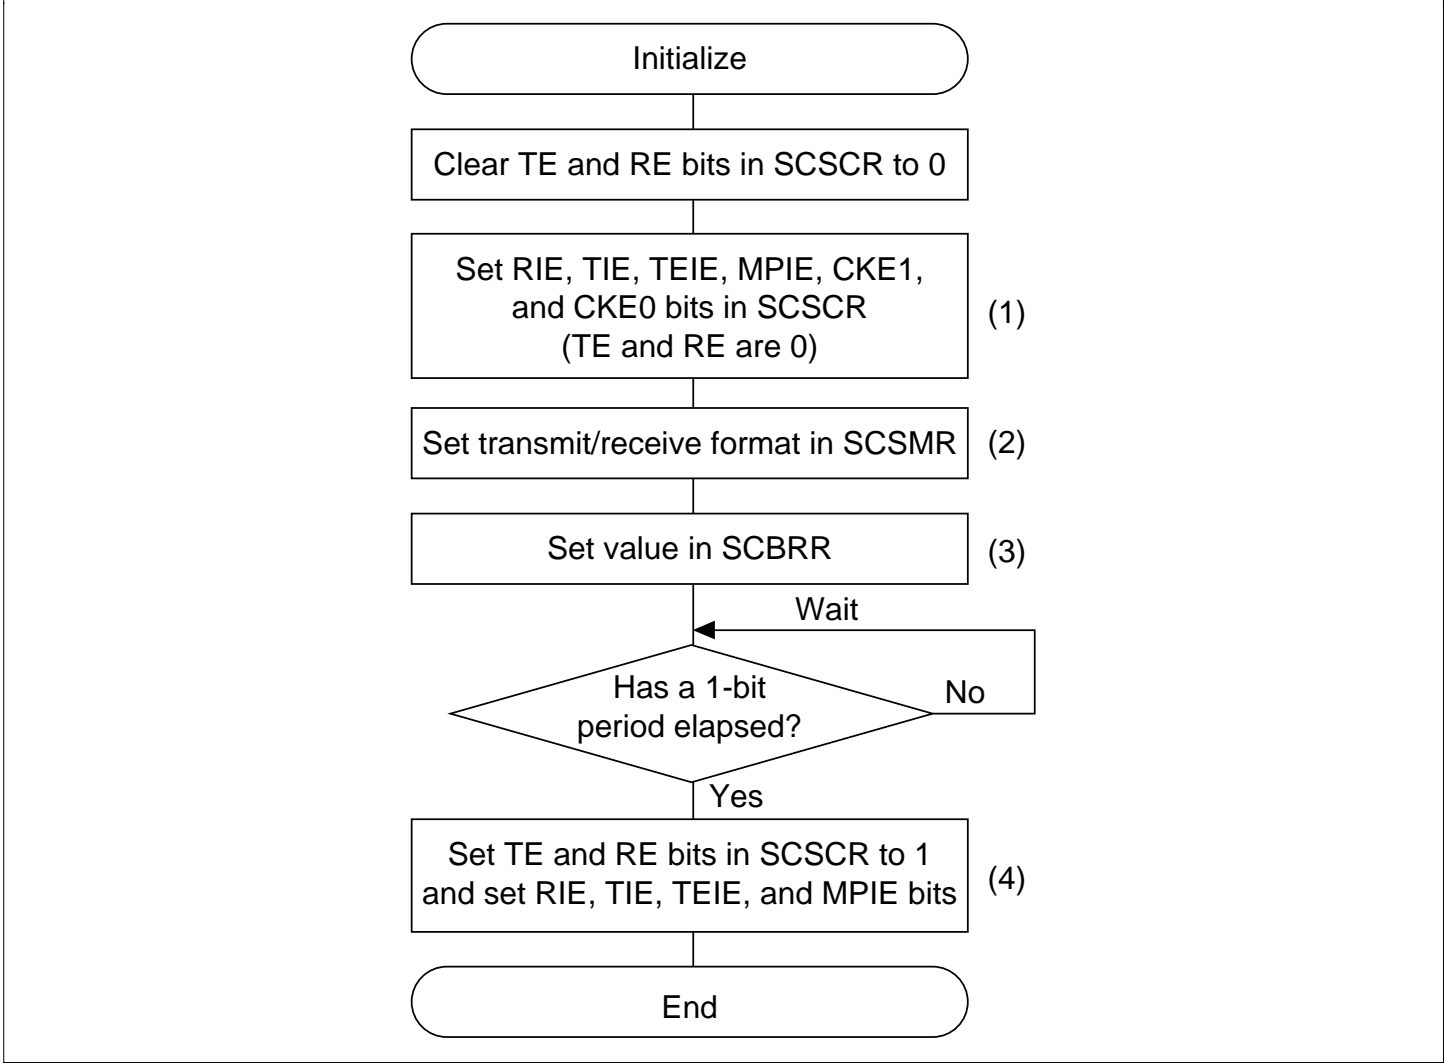 Initialize
Clear TE and RE bits in SCSCR to 0
Set RIE, TIE, TEIE, MPIE, CKE1,
and CKE0 bits in SCSCR
(TE and RE are 0)
(1)
Set transmit/receive format in SCSMR
(2)
Set value in SCBRR
(3)
Wait
Has a 1-bit
period elapsed?
No
Yes
Set TE and RE bits in SCSCR to 1
and set RIE, TIE, TEIE, and MPIE bits
(4)
End